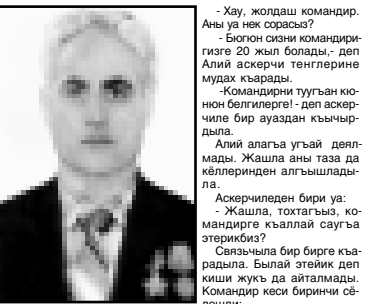 - Хау, жолдаш командир.
Аны уа нек сорасыз?
- Бюгюн сизни командири-
гизге 20 жыл болады,- деп
Алий аскерчи тенглерине
мудах къарады.
-Командирни туугъан кю-
нюн белгилерге! - деп аскер-
чиле бир ауаздан къычыр-
дыла.
Алий алагъа угъай деял-
мады. Жашла аны таза да
кёллеринден алгъышлады-
ла.
Аскерчиледен бири уа:
- Жашла, тохтагъыз, ко-
мандирге къаллай саугъа
этерикбиз?
Связьчыла бир бирге къа-
радыла. Былай этейик деп
киши жукъ да айталмады.
Командир кеси биринчи сё-
лешди: